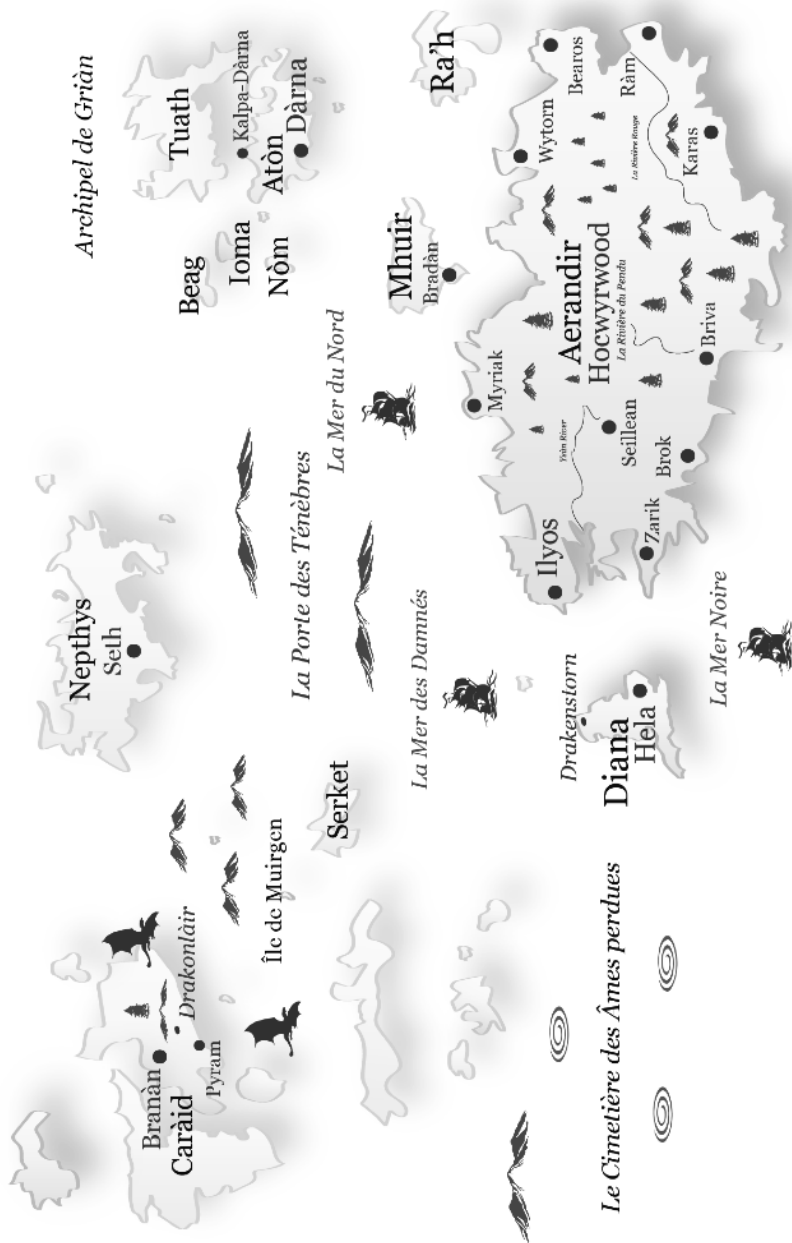 Nepthys
Seth
Archipel de Griàn
Branàn
Caràid
Drakonlàir
Pyram
Tuath
Kalpa-Dàrna
Beag
Ioma
Nòm
Atòn
Dàrna
Île de Muirgen
La Porte des Ténèbres
Serket
La Mer du Nord
Mhuir
Bradàn
La Mer des Damnés
Ra'h
Myriak
Ilyos
Wytorn
Bearos
Drakenstorn
Aerandir
Hocwyrwood
La Rivière du Pendu
Le Cimetière des Âmes perdues
Diana
Hela
Ràm
La Rivière Rouge
Seillean
Zarik
Brok
Karas
Briva
La Mer Noire